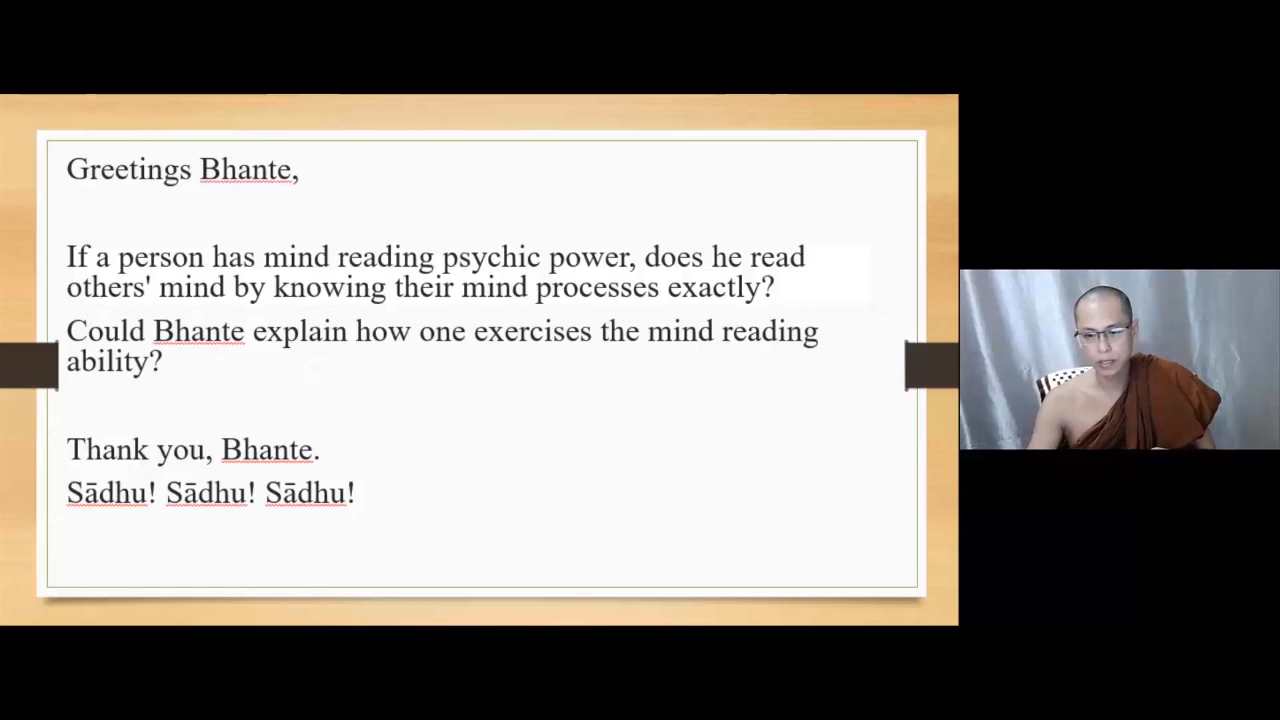 Greetings Bhante,
If a person has mind reading psychic power, does he read
others' mind by knowing their mind processes exactly?
Could Bhante explain how one exercises the mind reading
ability?
Thank you, Bhante.
Sādhu! Sādhu! Sādhu!